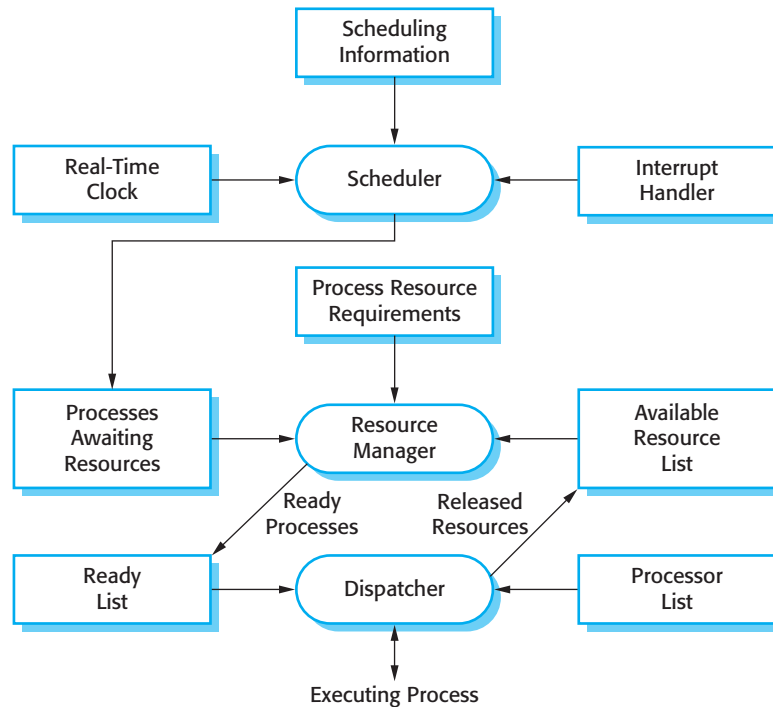 Scheduling
Information
Real-Time
Clock
Scheduler
Interrupt
Handler
Process Resource
Requirements
Processes
Awaiting
Resources
Resource
Manager
Available
Resource
List
Ready
Processes
Released
Resources
Ready
List
Dispatcher
Processor
List
Executing Process